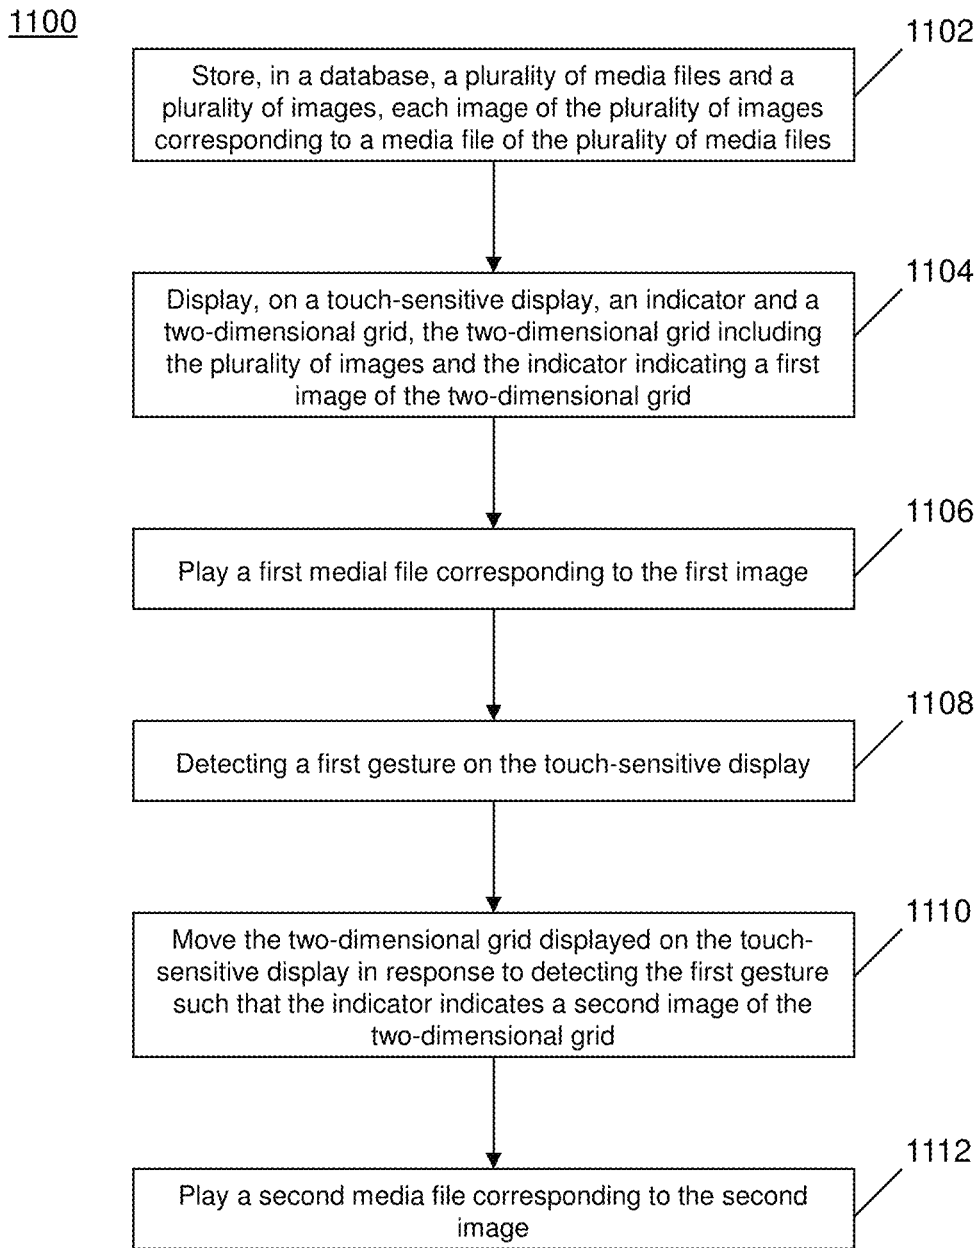 1100
1102
Store, in a database, a plurality of media files and a
plurality of images, each image of the plurality of images
corresponding to a media file of the plurality of media files
1104
Display, on a touch-sensitive display, an indicator and a
two-dimensional grid, the two-dimensional grid including
the plurality of images and the indicator indicating a first
image of the two-dimensional grid
1106
Play a first medial file corresponding to the first image
1108
Detecting a first gesture on the touch-sensitive display
1110
Move the two-dimensional grid displayed on the touch-
sensitive display in response to detecting the first gesture
such that the indicator indicates a second image of the
two-dimensional grid
1112
Play a second media file corresponding to the second
image